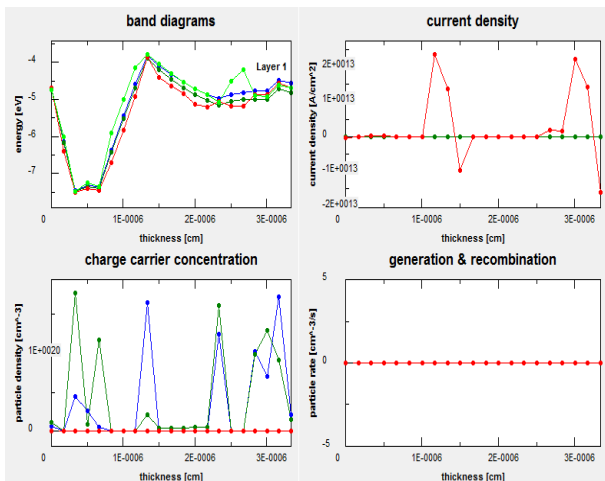 band diagrams
-4
-5
-6
-7
energy [eV]
Layer 1
0
1E-0006
2E-0006
3E-0006
thickness [cm]
current density
2E+0013
1E+0013
0
-1E+0013
-2E+0013
current density [A/cm^2]
0
1E-0006
2E-0006
3E-0006
thickness [cm]
charge carrier concentration
1E+0020
0
particle density [cm^-3]
0
1E-0006
2E-0006
3E-0006
thickness [cm]
generation & recombination
5
0
-5
particle rate [cm^-3/s]
0
1E-0006
2E-0006
3E-0006
thickness [cm]